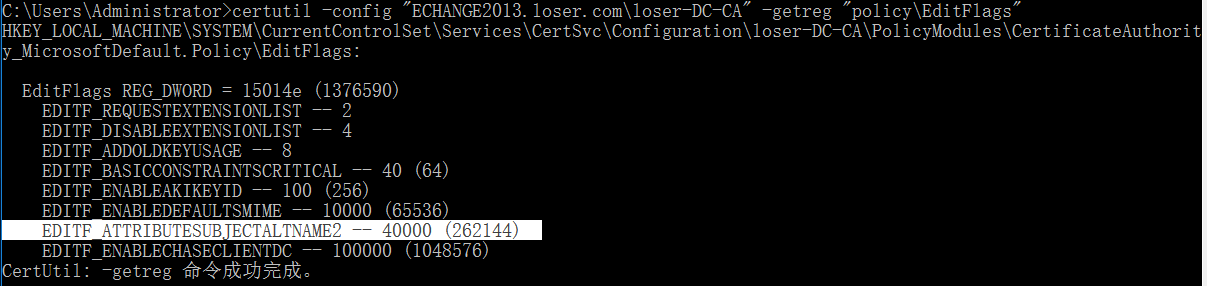 C:\Users\Administrator>certutil -config "ECHANGE2013.loser.com\loser-DC-CA" -getreg "policy\EditFlags"
HKEY_LOCAL_MACHINE\SYSTEM\CurrentControlSet\Services\CertSvc\Configuration\loser-DC-CA\PolicyModules\CertificateAuthorit
y_MicrosoftDefault.Policy\EditFlags:
EditFlags REG_DWORD = 15014e (1376590)
EDITF_REQUESTEXTENSIONLIST -- 2
EDITF_DISABLEEXTENSIONLIST -- 4
EDITF_ADDOLDKEYUSAGE -- 8
EDITF_BASICCONSTRAINTSCRITICAL -- 40 (64)
EDITF_ENABLEAKIKEYID -- 100 (256)
EDITF_ENABLEDEFAULTSMIME -- 10000 (65536)
EDITF_ATTRIBUTESUBJECTALTNAME2 -- 40000 (262144)
EDITF_ENABLECHASECLIENTDC -- 100000 (1048576)
CertUtil: -getreg 命令成功完成。